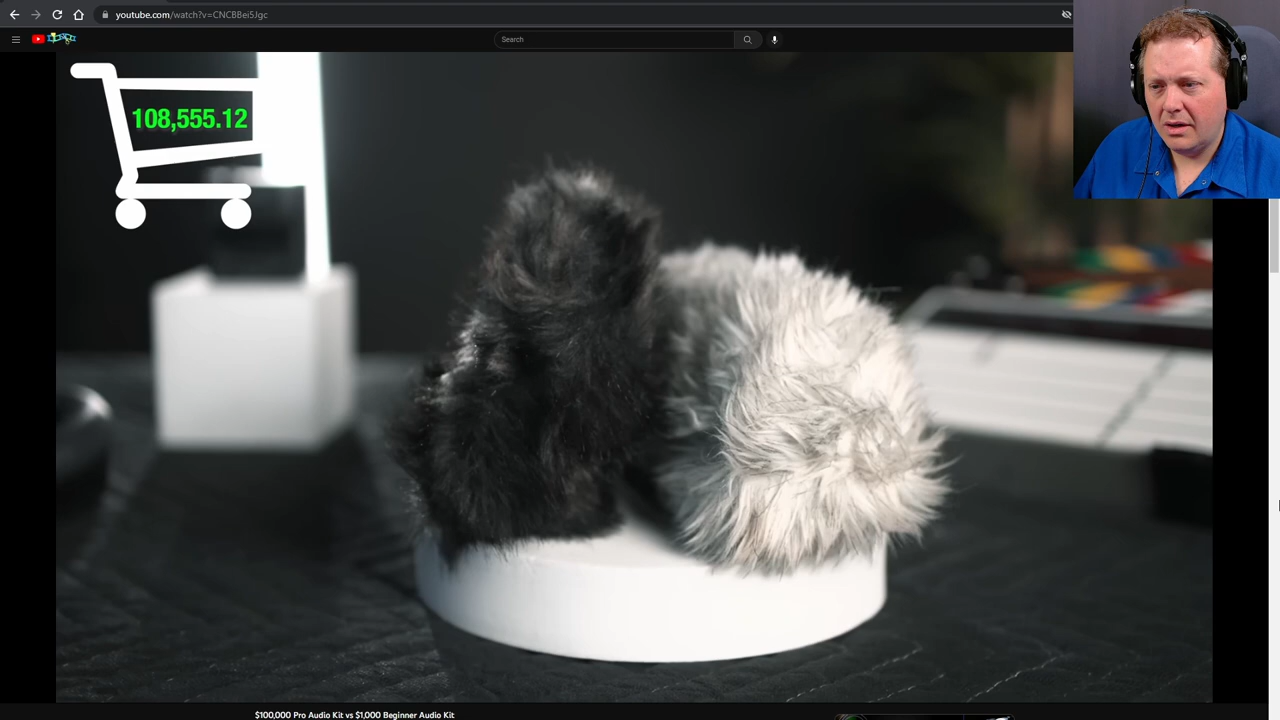 youtube.com/watch?v=CNCBBei5Jgc
Search
108,555.12
$100,000 Pro Audio Kit vs $1,000 Beginner Audio Kit